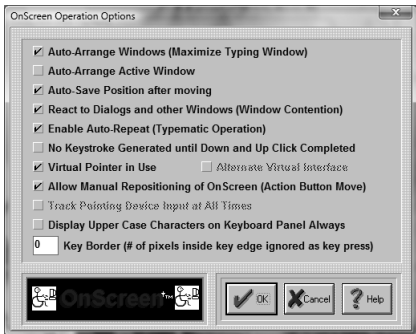 OnScreen Operation Options
Auto-Arrange Windows (Maximize Typing Window)
Auto-Arrange Active Window
Auto-Save Position after moving
React to Dialogs and other Windows (Window Contention)
Enable Auto-Repeat (Typematic Operation)
No Keystroke Generated until Down and Up Click Completed
Virtual Pointer in Use Alternate Virtual Interface
Allow Manual Repositioning of OnScreen (Action Button Move)
Track Pointing Device Input at All Times
Display Upper Case Characters on Keyboard Panel Always
0 Key Border (# of pixels inside key edge ignored as key press)
OnScreen™ OK Cancel ? Help